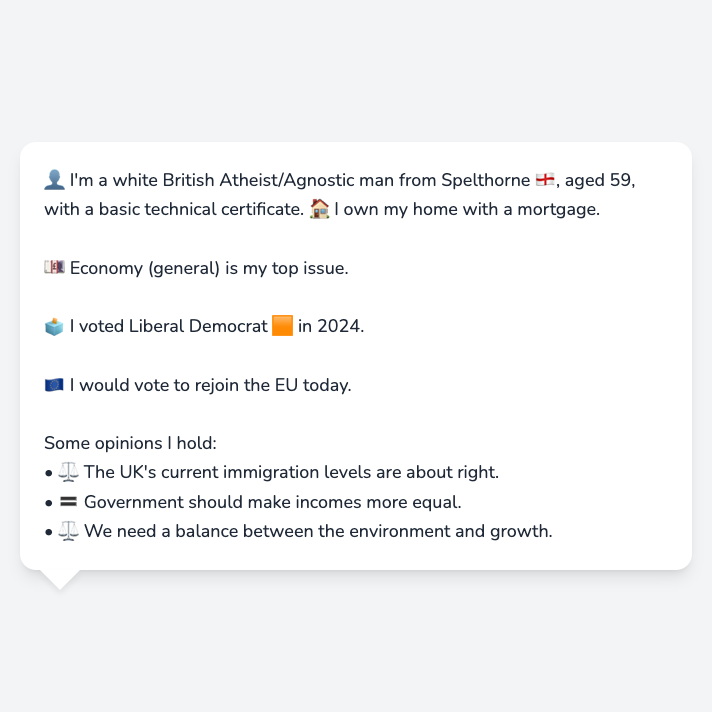 👤 I'm a white British Atheist/Agnostic man from Spelthorne 🏴󠁧󠁢󠁥󠁮󠁧󠁿, aged 59,
with a basic technical certificate. 🏠 I own my home with a mortgage.
💷 Economy (general) is my top issue.
🗳️ I voted Liberal Democrat 🟧 in 2024.
🇪🇺 I would vote to rejoin the EU today.
Some opinions I hold:
• ⚖️ The UK's current immigration levels are about right.
• 🟰 Government should make incomes more equal.
• ⚖️ We need a balance between the environment and growth.